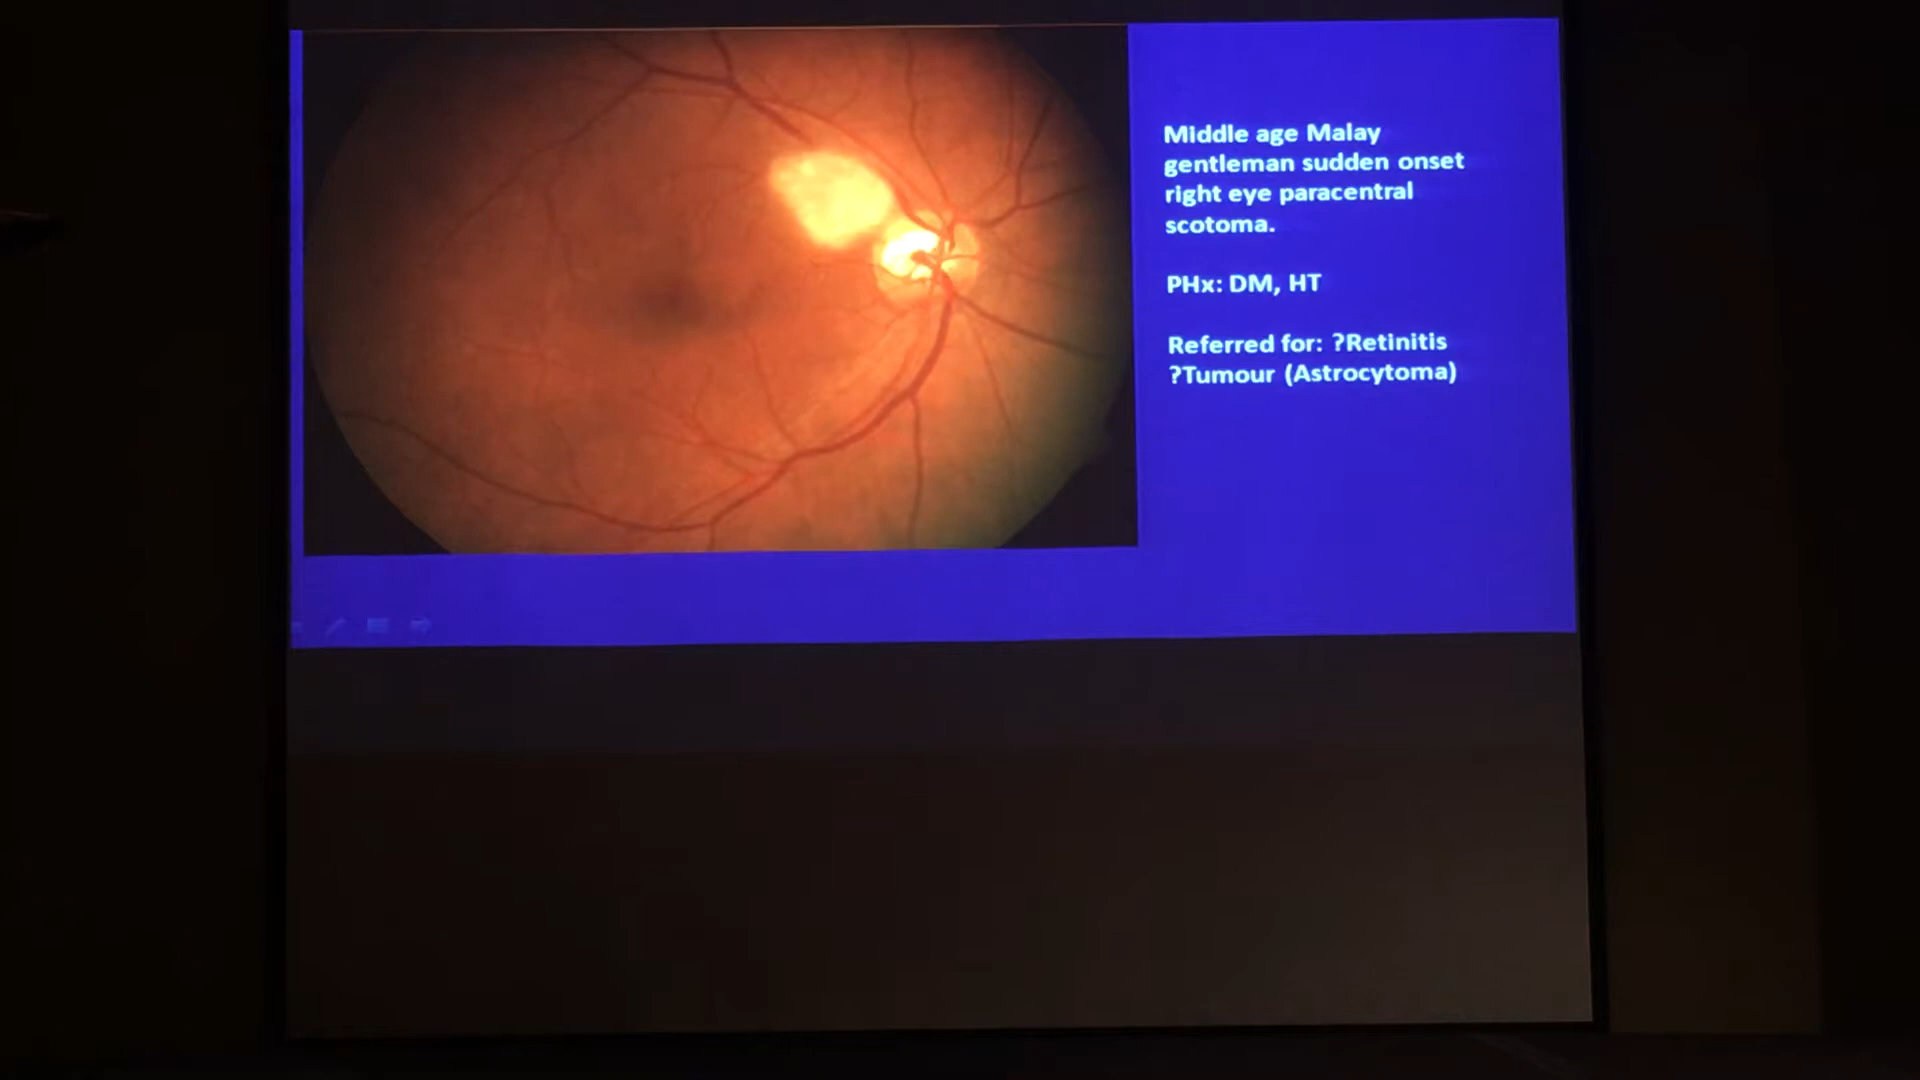 Middle age Malay
gentleman sudden onset
right eye paracentral
scotoma.
PHx: DM, HT
Referred for: ?Retinitis
?Tumour (Astrocytoma)